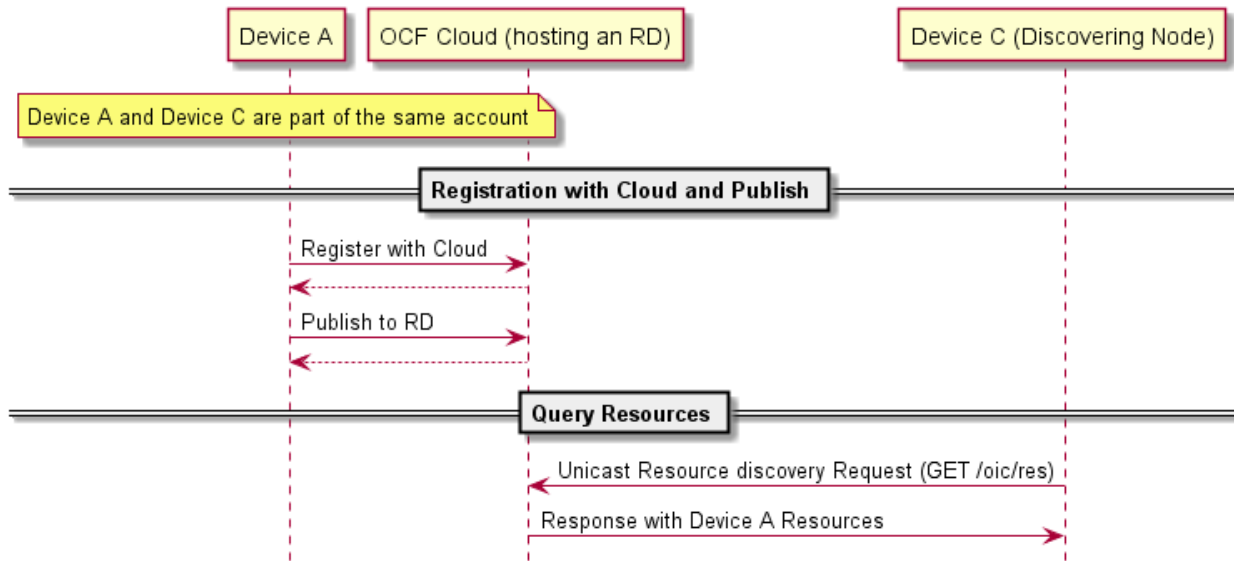 Device A
OCF Cloud (hosting an RD)
Device C (Discovering Node)
Device A and Device C are part of the same account
Registration with Cloud and Publish
Register with Cloud
Publish to RD
Query Resources
Unicast Resource discovery Request (GET /oic/res)
Response with Device A Resources